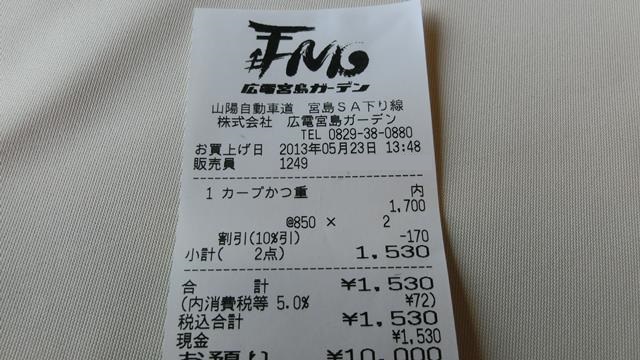 広電宮島ガーデン
山陽自動車道 宮島SA下り線
株式会社 広電宮島ガーデン
TEL 0829-38-0880
お買上げ日 2013年05月23日 13:48
販売員 1249
1 カープかつ重 内
1,700
@850 × 2
割引(10%引) -170
小計( 2点) 1,530
合 計 ¥1,530
(内消費税等 5.0% ¥72)
税込合計 ¥1,530
現金 ¥1,530
お預り ¥10,000